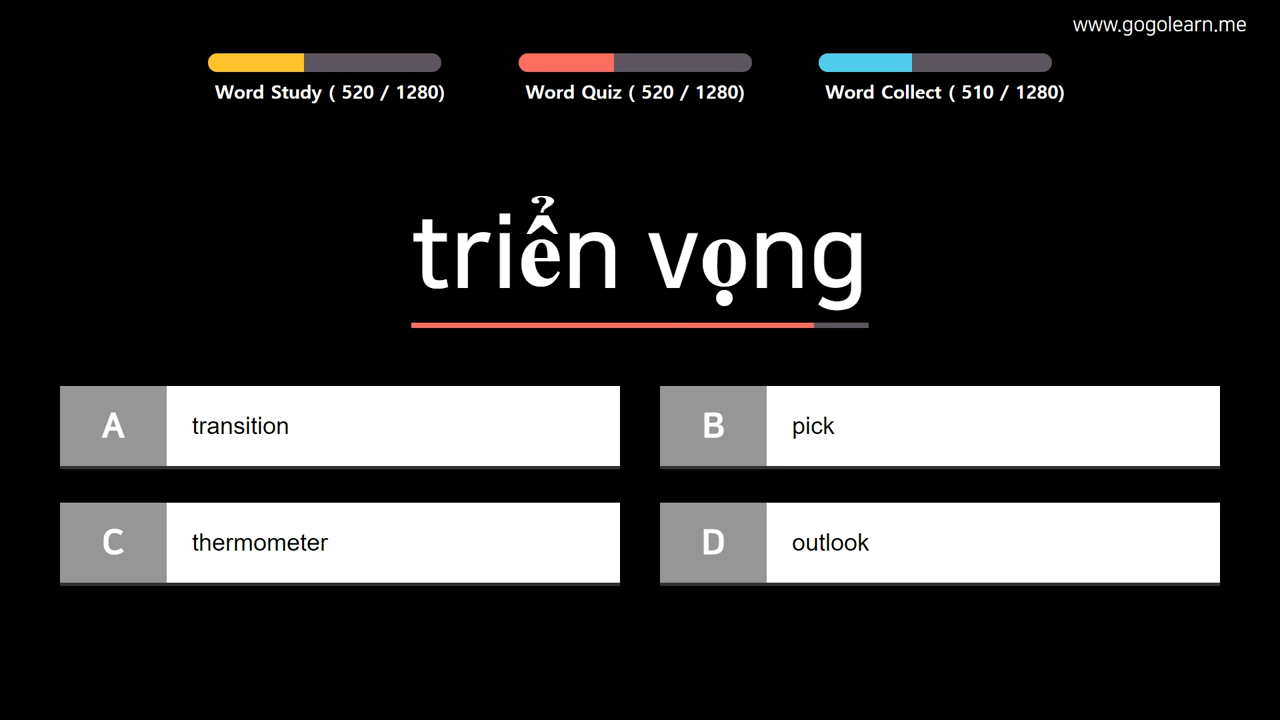 www.gogolearn.me
Word Study ( 520 / 1280)
Word Quiz ( 520 / 1280)
Word Collect ( 510 / 1280)
triển vọng
A transition
B pick
C thermometer
D outlook